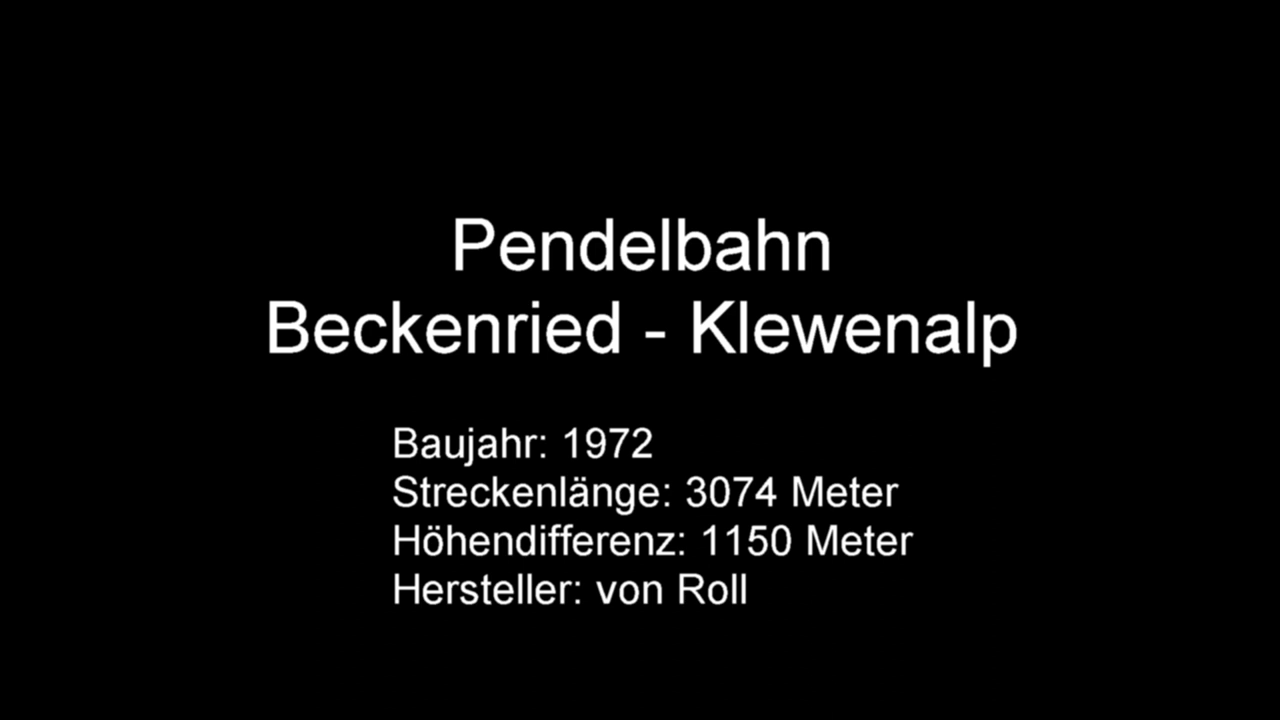 Pendelbahn
Beckenried - Klewenalp
Baujahr: 1972
Streckenlänge: 3074 Meter
Höhendifferenz: 1150 Meter
Hersteller: von Roll